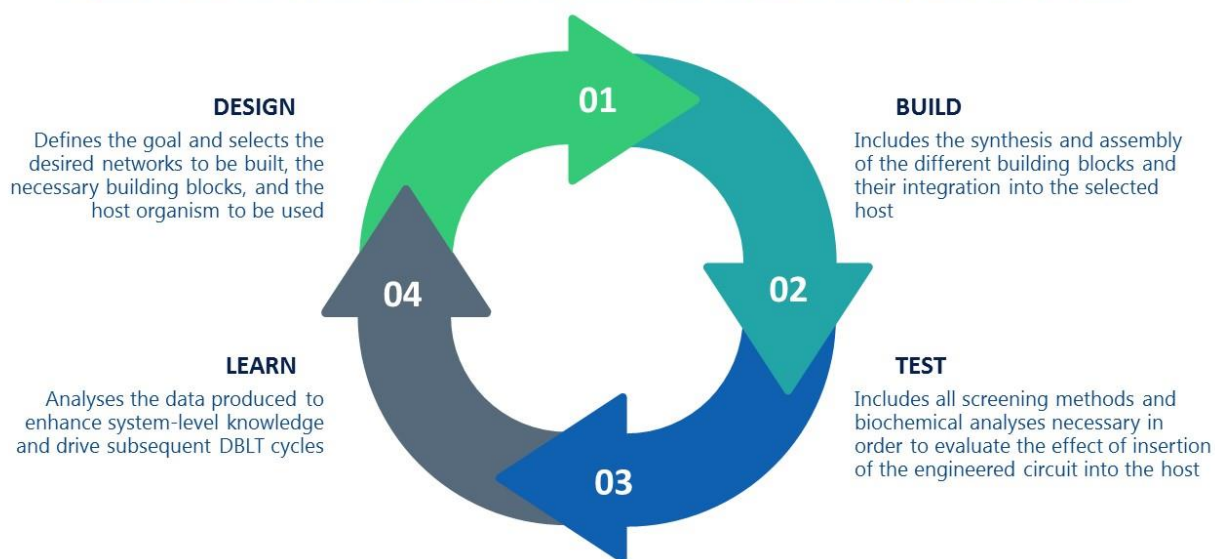 DESIGN
Defines the goal and selects the
desired networks to be built, the
necessary building blocks, and the
host organism to be used
01
BUILD
Includes the synthesis and assembly
of the different building blocks and
their integration into the selected
host
02
04
LEARN
Analyses the data produced to
enhance system-level knowledge
and drive subsequent DBLT cycles
TEST
Includes all screening methods and
biochemical analyses necessary in
order to evaluate the effect of insertion
of the engineered circuit into the host
03